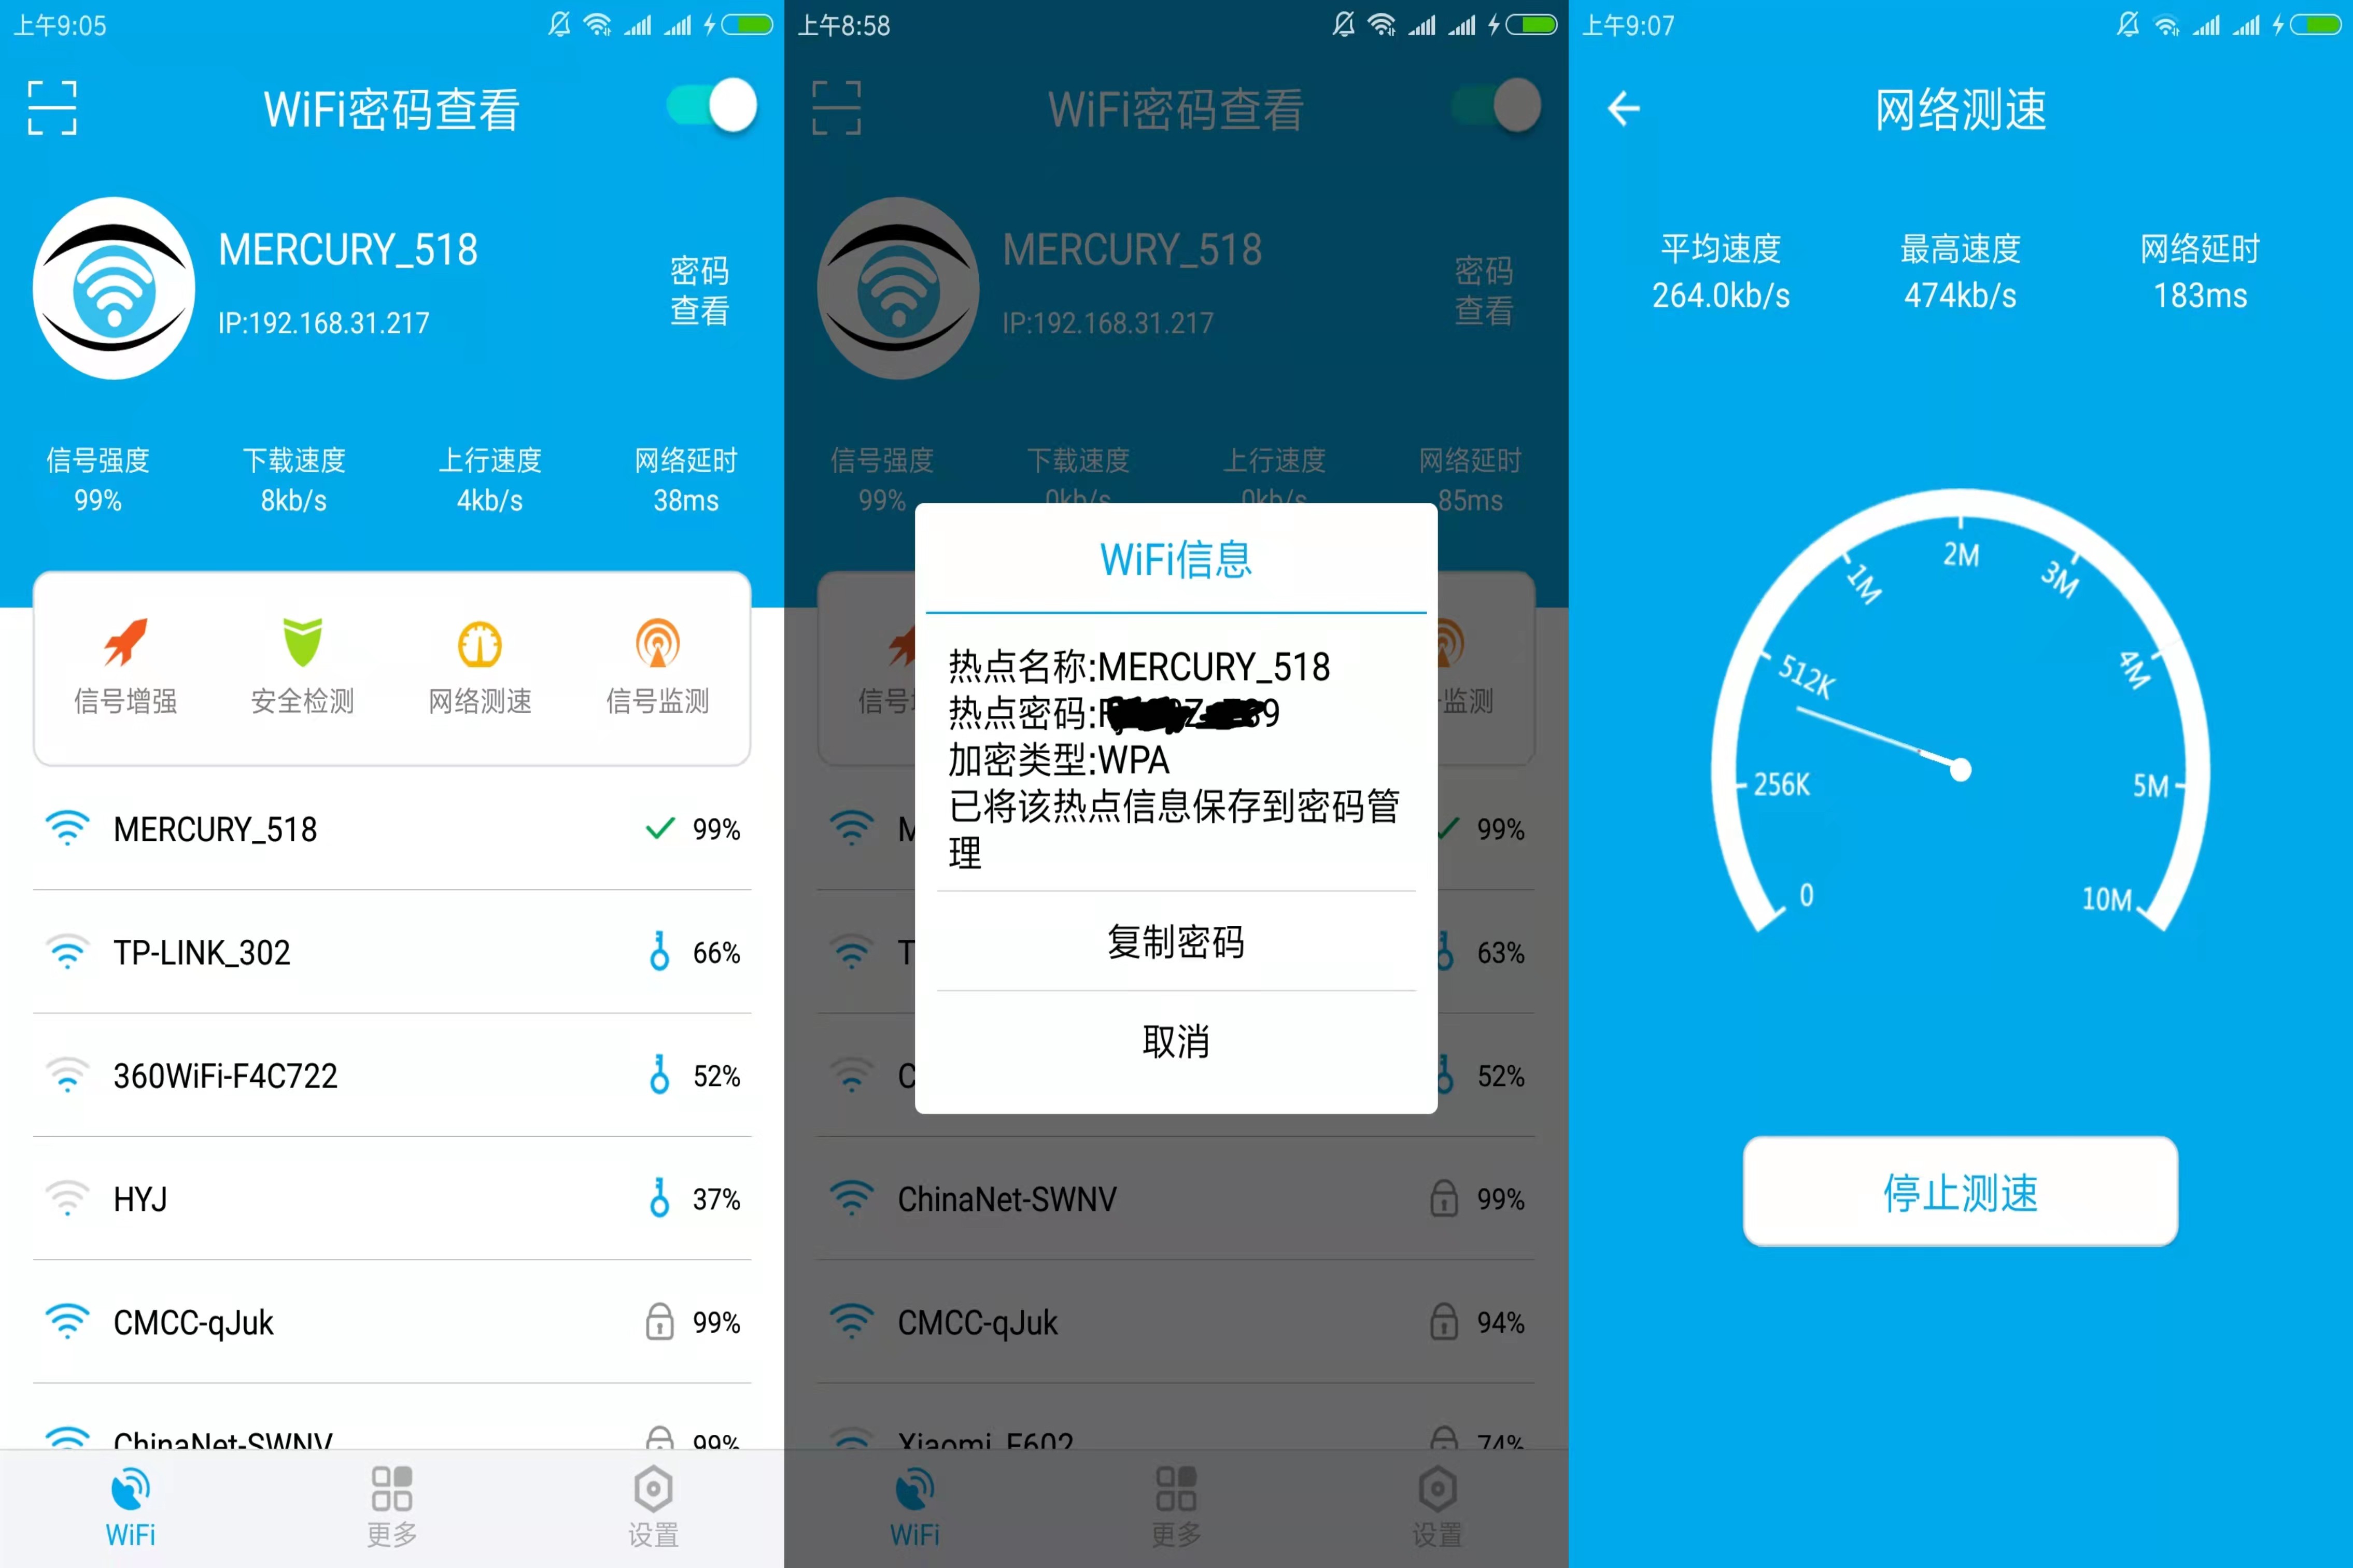 上午9:05
WiFi密码查看
MERCURY_518
IP:192.168.31.217
密码
查看
信号强度
99%
下载速度
8kb/s
上行速度
4kb/s
网络延时
38ms
信号增强
安全检测
网络测速
信号监测
MERCURY_518
99%
TP-LINK_302
66%
360WiFi-F4C722
52%
HYJ
37%
CMCC-qJuk
99%
ChinaNet-SWNV
99%
WiFi
更多
设置
上午8:58
WiFi密码查看
MERCURY_518
IP:192.168.31.217
密码
查看
信号强度
99%
下载速度
0kb/s
上行速度
0kb/s
网络延时
85ms
WiFi信息
热点名称:MERCURY_518
热点密码:
加密类型:WPA
已将该热点信息保存到密码管
理
复制密码
取消
信号
监测
99%
63%
52%
ChinaNet-SWNV
99%
CMCC-qJuk
94%
74%
WiFi
更多
设置
上午9:07
网络测速
平均速度
264.0kb/s
最高速度
474kb/s
网络延时
183ms
0
256K
512K
1M
2M
3M
4M
5M
10M
停止测速